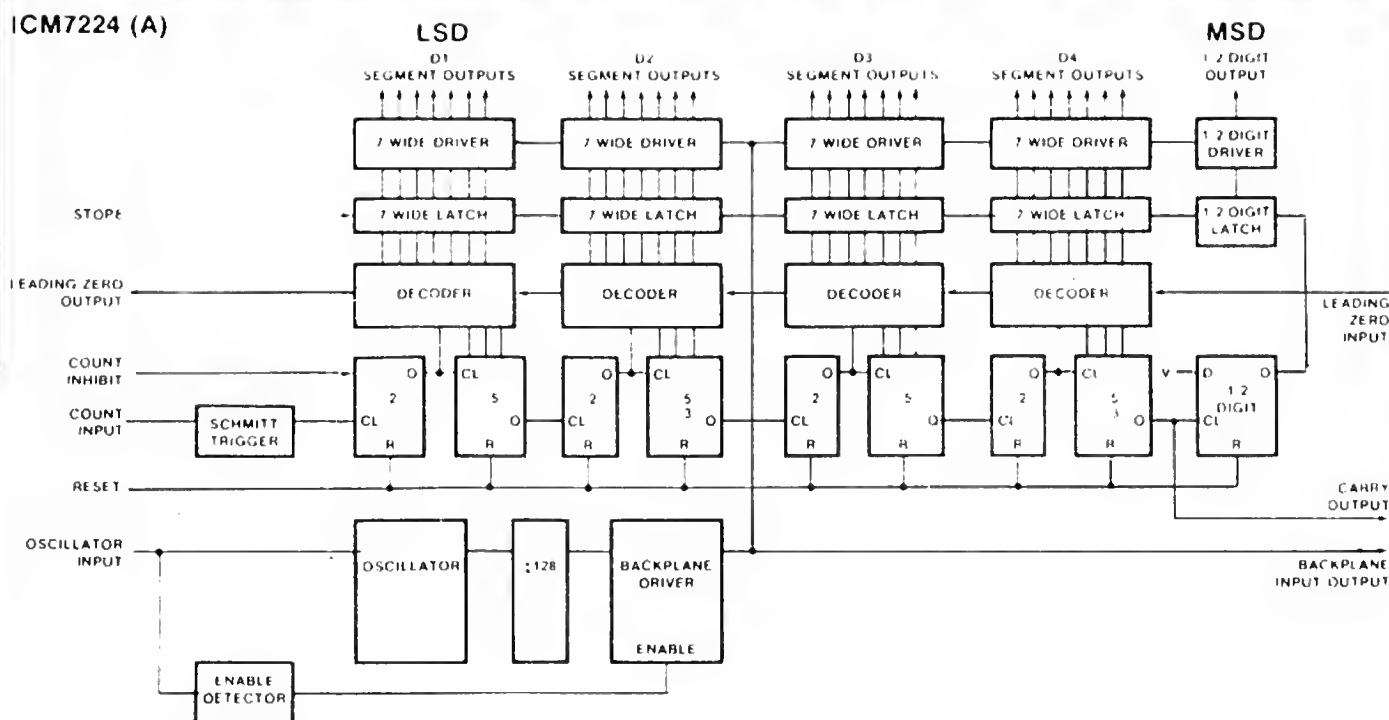 ICM7224 (A)
LSD
MSD
D1
SEGMENT OUTPUTS
D2
SEGMENT OUTPUTS
D3
SEGMENT OUTPUTS
D4
SEGMENT OUTPUTS
1 2 DIGIT
OUTPUT
7 WIDE DRIVER
7 WIDE DRIVER
7 WIDE DRIVER
7 WIDE DRIVER
1 2 DIGIT
DRIVER
STOPE
7 WIDE LATCH
7 WIDE LATCH
7 WIDE LATCH
7 WIDE LATCH
1 2 DIGIT
LATCH
LEADING ZERO
OUTPUT
DECODER
DECODER
DECODER
DECODER
LEADING
ZERO
INPUT
COUNT
INHIBIT
COUNT
INPUT
SCHMITT
TRIGGER
Q
2
CL
R
CL
5
Q
R
Q
2
CL
R
CL
5
3
Q
R
Q
2
CL
R
CL
5
Q
R
Q
2
CL
R
CL
5
3
Q
R
V
D
Q
1 2
DIGIT
CL
R
RESET
CARRY
OUTPUT
OSCILLATOR
INPUT
OSCILLATOR
128
BACKPLANE
DRIVER
ENABLE
BACKPLANE
INPUT OUTPUT
ENABLE
DETECTOR